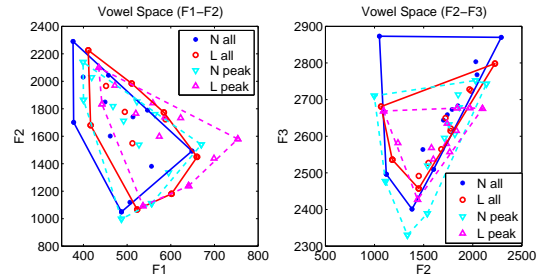 Vowel Space (F1−F2)
2400
2200
2000
1800
1600
1400
1200
1000
800
F2
400
500
600
700
800
F1
N all
L all
N peak
L peak
Vowel Space (F2−F3)
2900
2800
2700
2600
2500
2400
2300
F3
500
1000
1500
2000
2500
F2
N all
L all
N peak
L peak